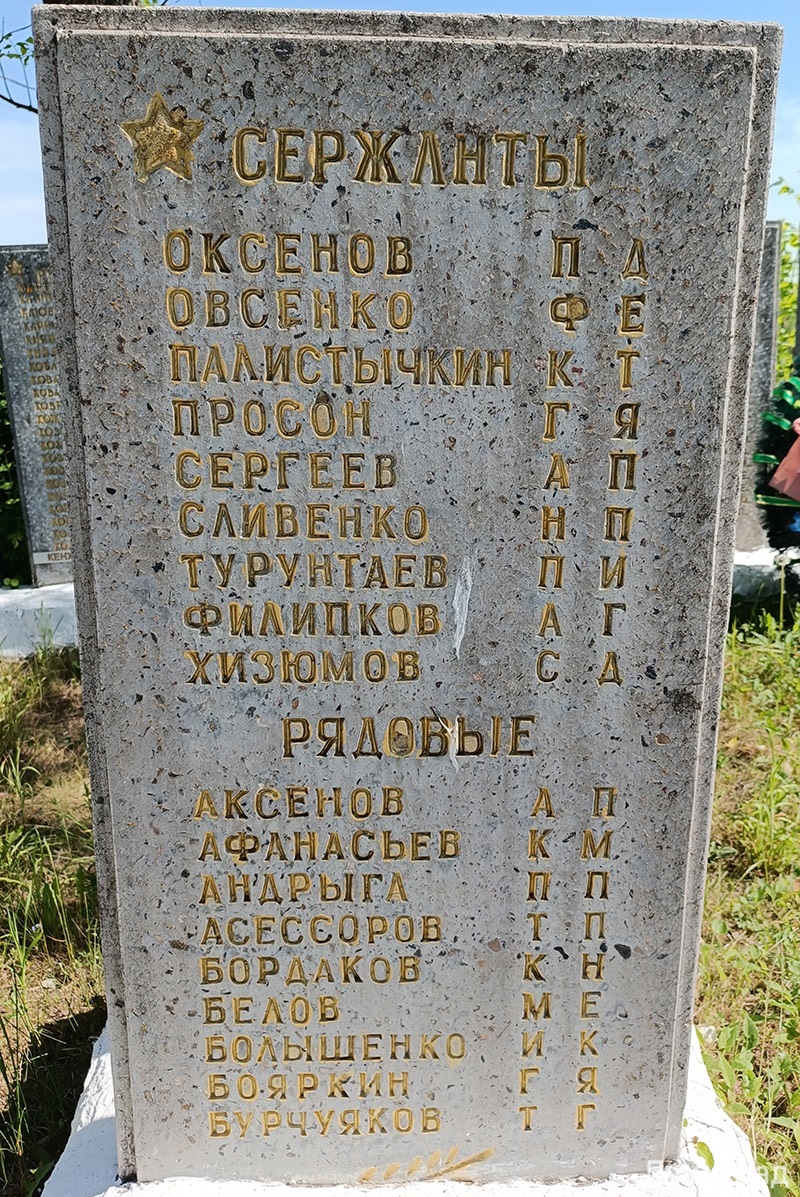 СЕРЖАНТЫ
ОКСЕНОВ П Д
ОВСЕНКО Ф Е
ПАЛИСТЫЧКИН К Т
ПРОСОН Г Я
СЕРГЕЕВ А П
СЛИВЕНКО Н П
ТУРУНТАЕВ П И
ФИЛИПКОВ А Г
ХИЗЮМОВ С Д
РЯДОВЫЕ
АКСЕНОВ А П
АФАНАСЬЕВ К М
АНДРЫГА П П
АСЕССОРОВ Т П
БОРДАКОВ К Н
БЕЛОВ М Е
БОЛЫШЕНКО И К
БОЯРКИН Г Я
БУРЧУЯКОВ Т Г